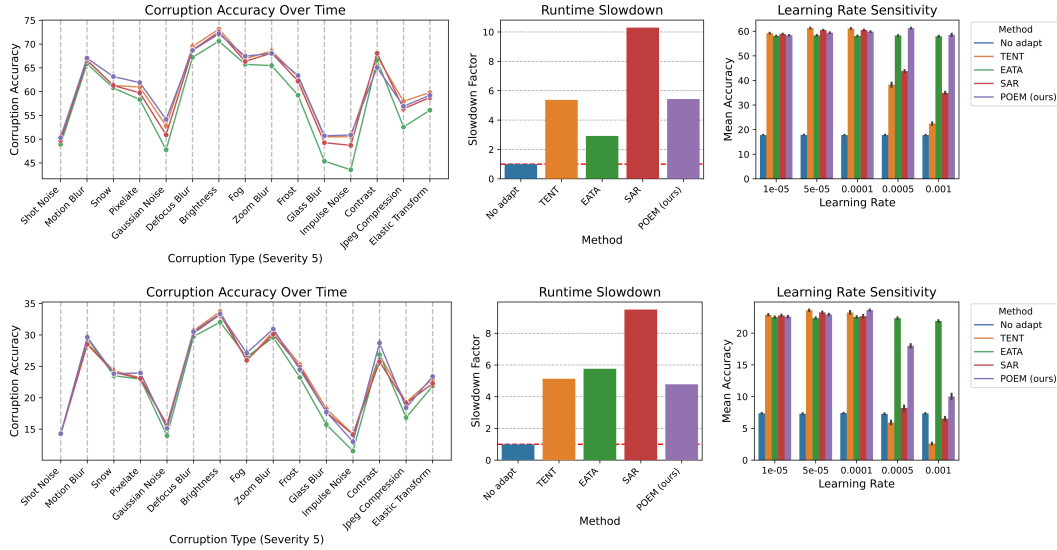 Corruption Accuracy Over Time
Corruption Accuracy
75
70
65
60
55
50
45
Shot Noise
Motion Blur
Snow
Pixelate
Gaussian Noise
Defocus Blur
Brightness
Fog
Zoom Blur
Frost
Glass Blur
Impulse Noise
Contrast
Jpeg Compression
Elastic Transform
Corruption Type (Severity 5)
Runtime Slowdown
Slowdown Factor
10
8
6
4
2
0
No adapt
TENT
EATA
SAR
POEM (ours)
Method
Learning Rate Sensitivity
Mean Accuracy
60
50
40
30
20
10
0
1e-05
5e-05
0.0001
0.0005
0.001
Learning Rate
Method
No adapt
TENT
EATA
SAR
POEM (ours)
Corruption Accuracy Over Time
Corruption Accuracy
35
30
25
20
15
Shot Noise
Motion Blur
Snow
Pixelate
Gaussian Noise
Defocus Blur
Brightness
Fog
Zoom Blur
Frost
Glass Blur
Impulse Noise
Contrast
Jpeg Compression
Elastic Transform
Corruption Type (Severity 5)
Runtime Slowdown
Slowdown Factor
8
6
4
2
0
No adapt
TENT
EATA
SAR
POEM (ours)
Method
Learning Rate Sensitivity
Mean Accuracy
20
15
10
5
0
1e-05
5e-05
0.0001
0.0005
0.001
Learning Rate
Method
No adapt
TENT
EATA
SAR
POEM (ours)